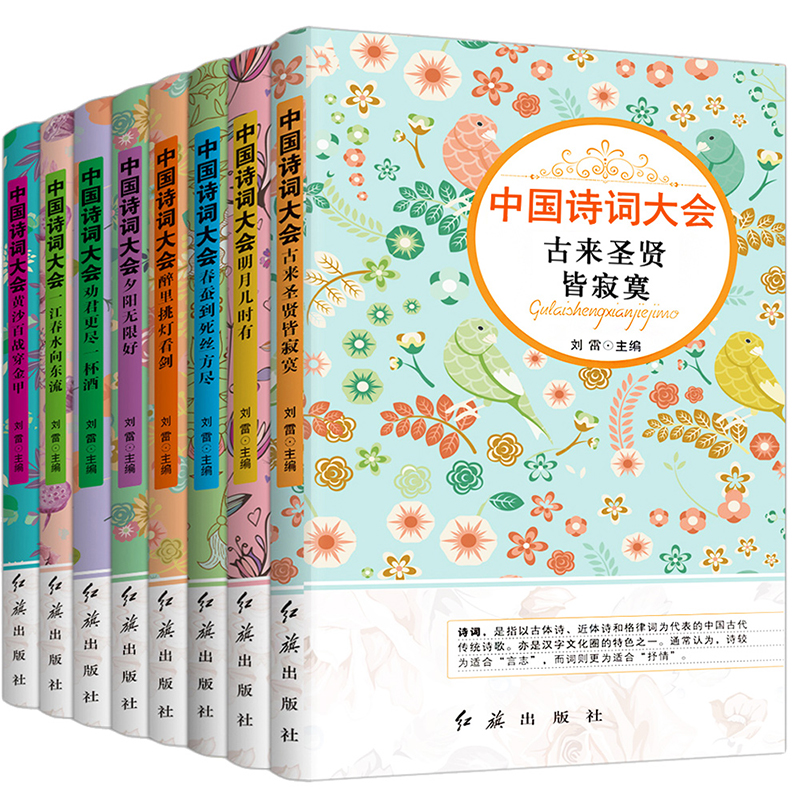 中国诗词大会 黄沙百战穿金甲 刘雷⊙主编 红旗出版社
中国诗词大会 一江春水向东流 刘雷⊙主编 红旗出版社
中国诗词大会 劝君更尽一杯酒 刘雷⊙主编 红旗出版社
中国诗词大会 夕阳无限好 刘雷⊙主编 红旗出版社
中国诗词大会 醉里挑灯看剑 刘雷⊙主编 红旗出版社
中国诗词大会 春蚕到死丝方尽 刘雷⊙主编 红旗出版社
中国诗词大会 明月几时有 刘雷⊙主编 红旗出版社
中国诗词大会 古来圣贤皆寂寞 刘雷⊙主编 红旗出版社
中国诗词大会
古来圣贤
皆寂寞
Gulaishengxianjiejimo
刘雷⊙主编
诗词，是指以古体诗、近体诗和格律词为代表的中国古代
传统诗歌。亦是汉字文化圈的特色之一。通常认为，诗较
为适合“言志”，而词则更为适合“抒情”。
红旗出版社